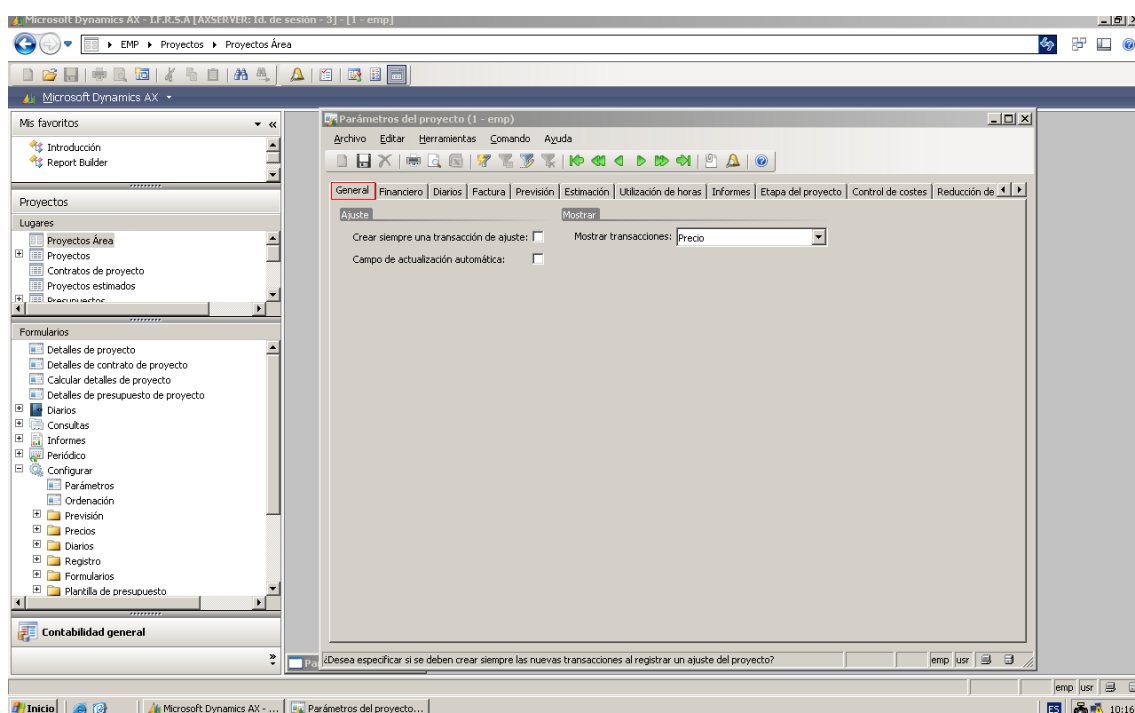 Microsoft Dynamics AX - I.F.R.S.A [AXSERVER: Id. de sesión - 3] - [1 - emp]
EMP ▸ Proyectos ▸ Proyectos Área
Microsoft Dynamics AX
Mis favoritos
Introducción
Report Builder
Proyectos
Lugares
Proyectos Área
Proyectos
Contratos de proyecto
Proyectos estimados
Presupuestos
Formularios
Detalles de proyecto
Detalles de contrato de proyecto
Calcular detalles de proyecto
Detalles de presupuesto de proyecto
Diarios
Consultas
Informes
Periódico
Configurar
Parámetros
Ordenación
Previsión
Precios
Diarios
Registro
Formularios
Plantilla de presupuesto
Contabilidad general
Parámetros del proyecto (1 - emp)
Archivo Editar Herramientas Comando Ayuda
General Financiero Diarios Factura Previsión Estimación Utilización de horas Informes Etapa del proyecto Control de costes Reducción de
Ajuste Mostrar
Crear siempre una transacción de ajuste: Mostrar transacciones: Precio
Campo de actualización automática:
Pa
¿Desea especificar si se deben crear siempre las nuevas transacciones al registrar un ajuste del proyecto? emp usr
emp usr
Inicio Microsoft Dynamics AX - ... Parámetros del proyecto... ES 10:16